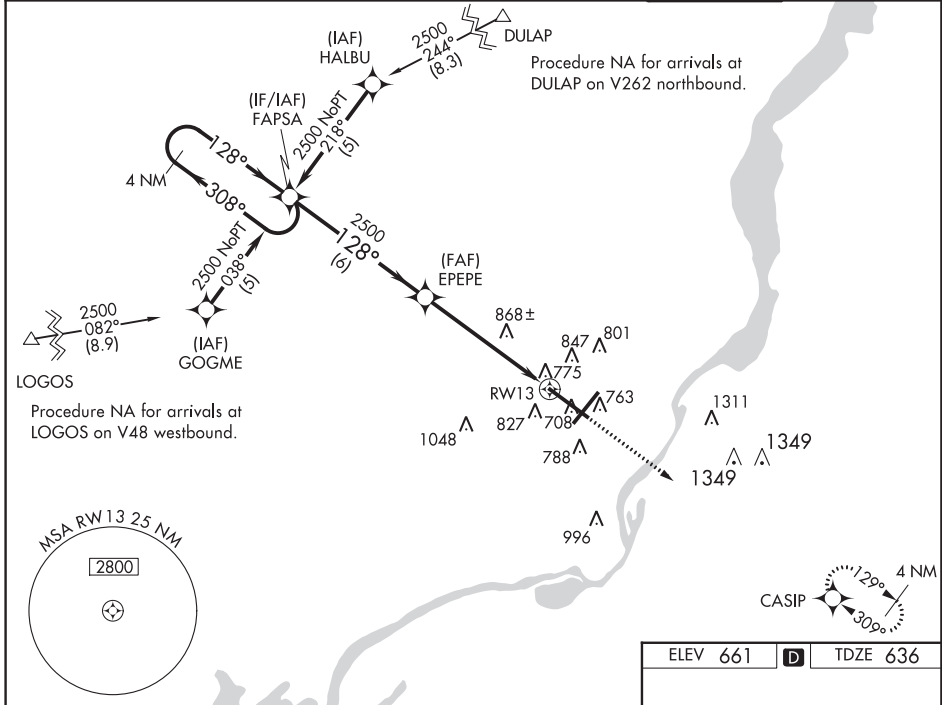 (IAF)
HALBU
2500
244°
(8.3)
DULAP
Procedure NA for arrivals at
DULAP on V262 northbound.
(IF/IAF)
FAPSA
2500 NoPT
218°
(5)
128°
4 NM
308°
2500
128°
(6)
2500 NoPT
038°
(5)
(FAF)
EPEPE
2500
082°
(8.9)
LOGOS
(IAF)
GOGME
Procedure NA for arrivals at
LOGOS on V48 westbound.
868±
847
801
775
RW13
763
827
708
1048
788
1311
1349
1349
996
MSA RW13 25 NM
2800
CASIP
129°
4 NM
309°
ELEV 661 D TDZE 636